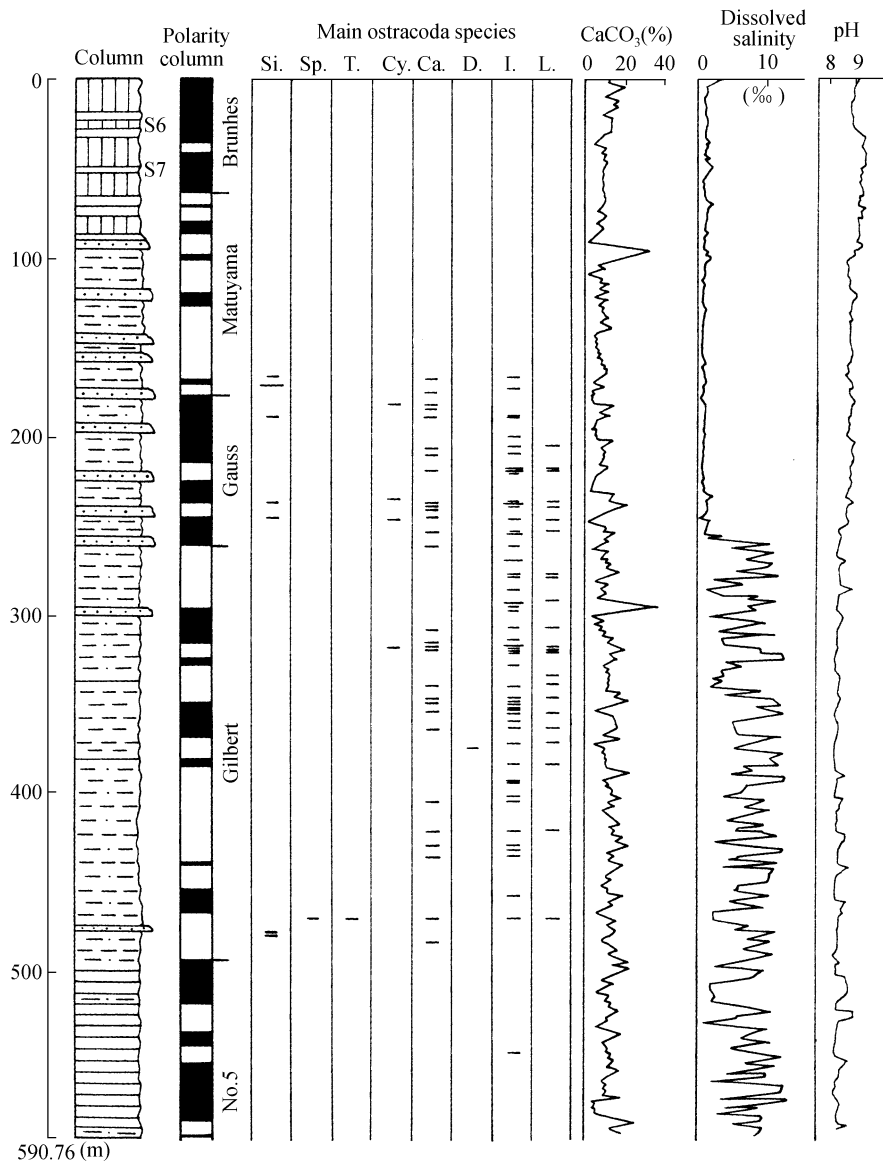 Column
Polarity column
Main ostracoda species
CaCO₃(%)
Dissolved salinity
pH
Si. Sp. T. Cy. Ca. D. I. L.
0 20 40
0 10
(‰)
8 9
0
100
200
300
400
500
590.76 (m)
S6
S7
Brunhes
Matuyama
Gauss
Gilbert
No.5